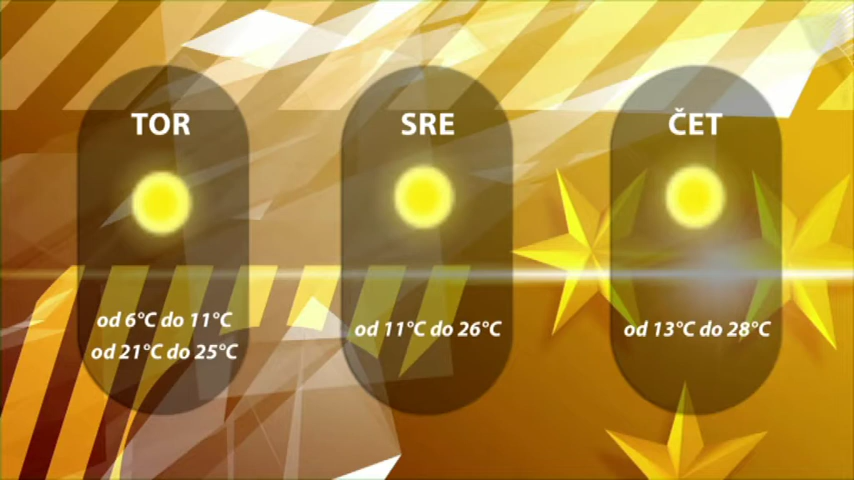 TOR
od 6°C do 11°C
od 21°C do 25°C
SRE
od 11°C do 26°C
ČET
od 13°C do 28°C